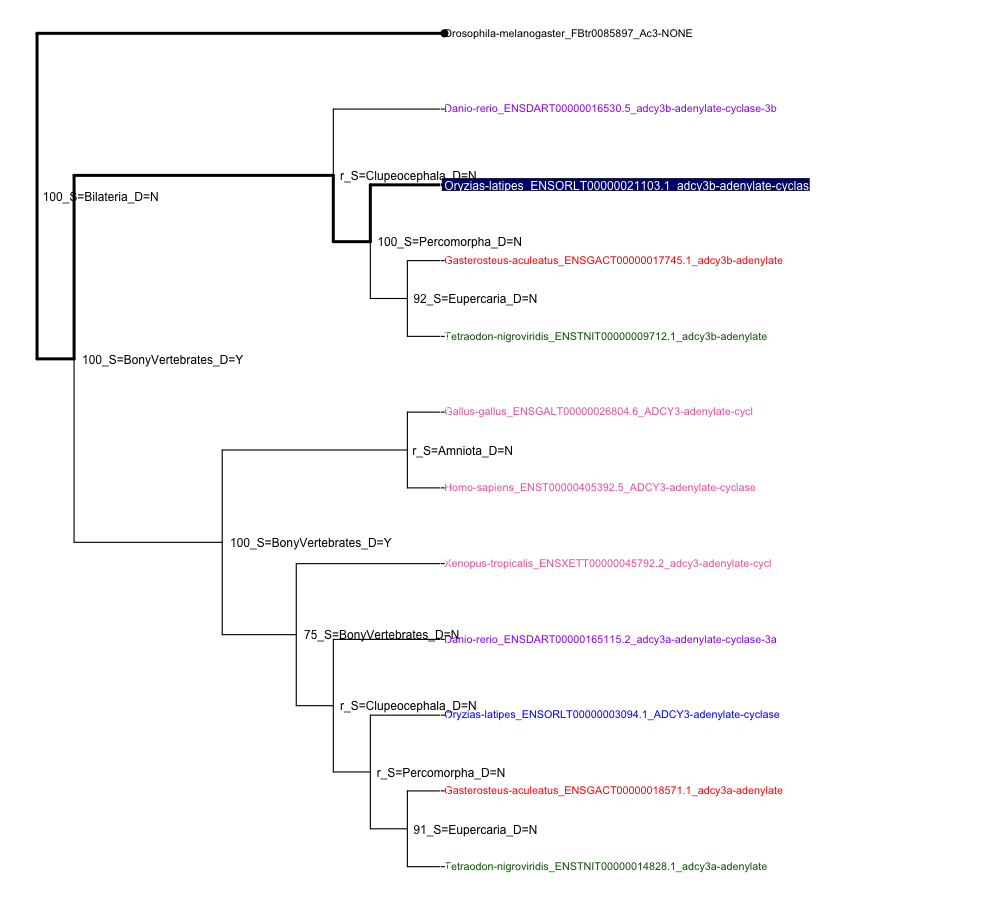 Drosophila-melanogaster_FBtr0085897_Ac3-NONE
Danio-rerio_ENSDART00000016530.5_adcy3b-adenylate-cyclase-3b
r_S=Clupeocephala_D=N
Oryzias-latipes_ENSORLT00000021103.1_adcy3b-adenylate-cyclas
100_S=Bilateria_D=N
100_S=Percomorpha_D=N
Gasterosteus-aculeatus_ENSGACT00000017745.1_adcy3b-adenylate
92_S=Eupercaria_D=N
Tetraodon-nigroviridis_ENSTNIT00000009712.1_adcy3b-adenylate
100_S=BonyVertebrates_D=Y
Gallus-gallus_ENSGALT00000026804.6_ADCY3-adenylate-cycl
r_S=Amniota_D=N
Homo-sapiens_ENST00000405392.5_ADCY3-adenylate-cyclase
100_S=BonyVertebrates_D=Y
Xenopus-tropicalis_ENSXETT00000045792.2_adcy3-adenylate-cycl
75_S=BonyVertebrates_D=N
Danio-rerio_ENSDART00000165115.2_adcy3a-adenylate-cyclase-3a
r_S=Clupeocephala_D=N
Oryzias-latipes_ENSORLT00000003094.1_ADCY3-adenylate-cyclase
r_S=Percomorpha_D=N
Gasterosteus-aculeatus_ENSGACT00000018571.1_adcy3a-adenylate
91_S=Eupercaria_D=N
Tetraodon-nigroviridis_ENSTNIT00000014828.1_adcy3a-adenylate